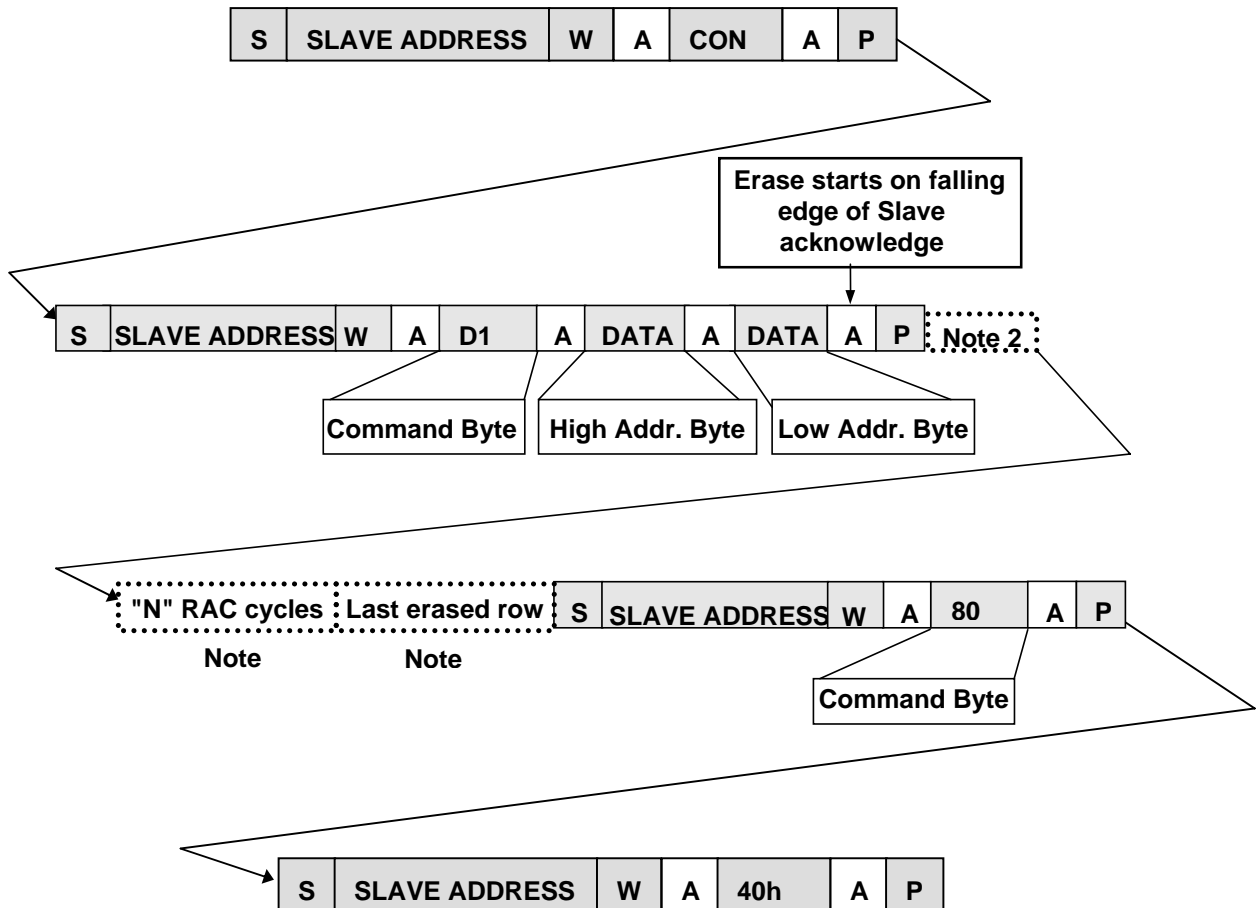 S SLAVE ADDRESS W A CON A P
Erase starts on falling
edge of Slave
acknowledge
S SLAVE ADDRESS W A D1 A DATA A DATA A P Note 2
Command Byte High Addr. Byte Low Addr. Byte
"N" RAC cycles Last erased row S SLAVE ADDRESS W A 80 A P
Note Note
Command Byte
S SLAVE ADDRESS W A 40h A P